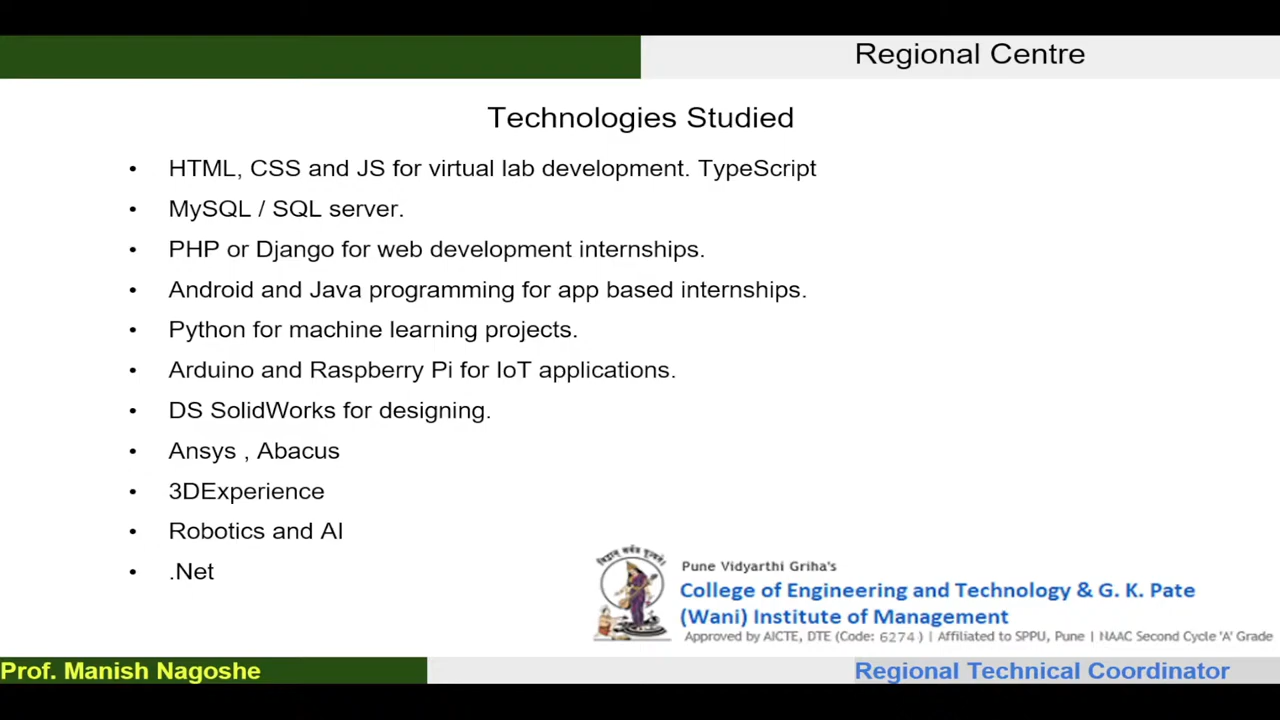 Regional Centre
Technologies Studied
• HTML, CSS and JS for virtual lab development. TypeScript
• MySQL / SQL server.
• PHP or Django for web development internships.
• Android and Java programming for app based internships.
• Python for machine learning projects.
• Arduino and Raspberry Pi for IoT applications.
• DS SolidWorks for designing.
• Ansys , Abacus
• 3DExperience
• Robotics and AI
• .Net
Pune Vidyarthi Griha's
College of Engineering and Technology & G. K. Pate
(Wani) Institute of Management
Approved by AICTE, DTE (Code: 6274) | Affiliated to SPPU, Pune | NAAC Second Cycle 'A' Grade
Prof. Manish Nagoshe
Regional Technical Coordinator